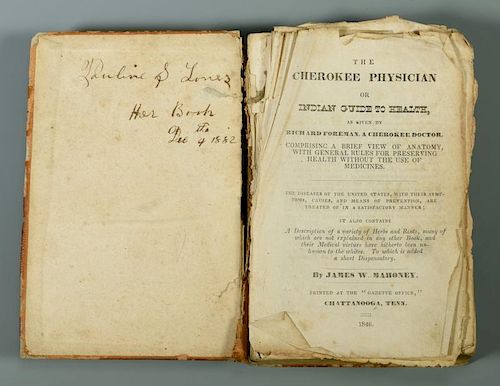 Pauline S Jones
Her Book
Dec 4th 1882
THE
CHEROKEE PHYSICIAN
OR
INDIAN GUIDE TO HEALTH,
AS GIVEN BY
RICHARD FOREMAN, A CHEROKEE DOCTOR.
COMPRISING A BRIEF VIEW OF ANATOMY,
WITH GENERAL RULES FOR PRESERVING
HEALTH WITHOUT THE USE OF
MEDICINES.
THE DISEASES OF THE UNITED STATES, WITH THEIR SYMP-
TOMS, CAUSES, AND MEANS OF PREVENTION, ARE
TREATED OF IN A SATISFACTORY MANNER;
IT ALSO CONTAINS
A Description of a variety of Herbs and Roots, many of
which are not explained in any other Book, and
their Medical virtues have hitherto been un-
known to the whites. To which is added
a short Dispensatory.
By JAMES W. MAHONEY.
PRINTED AT THE "GAZETTE OFFICE,"
CHATTANOOGA, TENN.
1846.